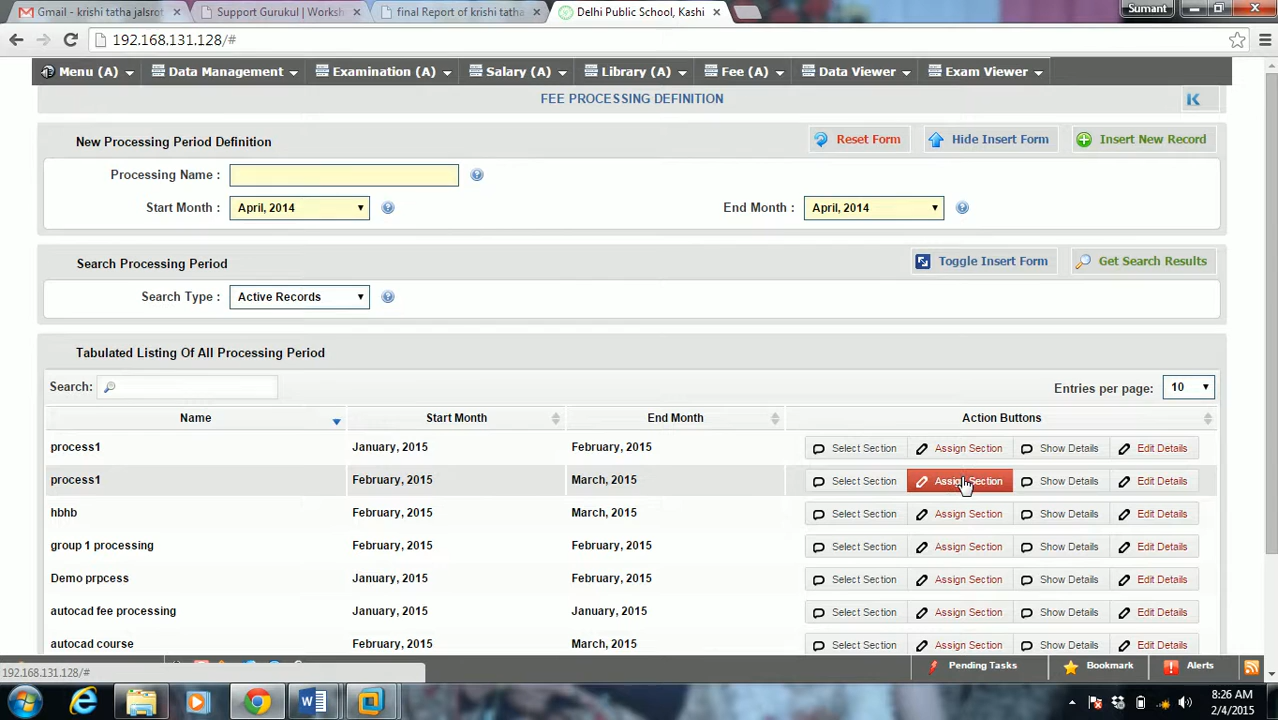 Gmail - krishi tatha jalsrot
Support Gurukul | Worksh
final Report of krishi tatha
Delhi Public School, Kashi
Sumant
192.168.131.128/#
Menu (A)
Data Management
Examination (A)
Salary (A)
Library (A)
Fee (A)
Data Viewer
Exam Viewer
FEE PROCESSING DEFINITION
New Processing Period Definition
Reset Form
Hide Insert Form
Insert New Record
Processing Name :
Start Month : April, 2014
End Month : April, 2014
Search Processing Period
Toggle Insert Form
Get Search Results
Search Type : Active Records
Tabulated Listing Of All Processing Period
Search:
Entries per page: 10
Name Start Month End Month Action Buttons
process1 January, 2015 February, 2015 Select Section Assign Section Show Details Edit Details
process1 February, 2015 March, 2015 Select Section Assign Section Show Details Edit Details
hbhb February, 2015 March, 2015 Select Section Assign Section Show Details Edit Details
group 1 processing February, 2015 March, 2015 Select Section Assign Section Show Details Edit Details
Demo prpcess January, 2015 February, 2015 Select Section Assign Section Show Details Edit Details
autocad fee processing January, 2015 January, 2015 Select Section Assign Section Show Details Edit Details
autocad course February, 2015 March, 2015 Select Section Assign Section Show Details Edit Details
192.168.131.128/#
Pending Tasks
Bookmark
Alerts
8:26 AM
2/4/2015